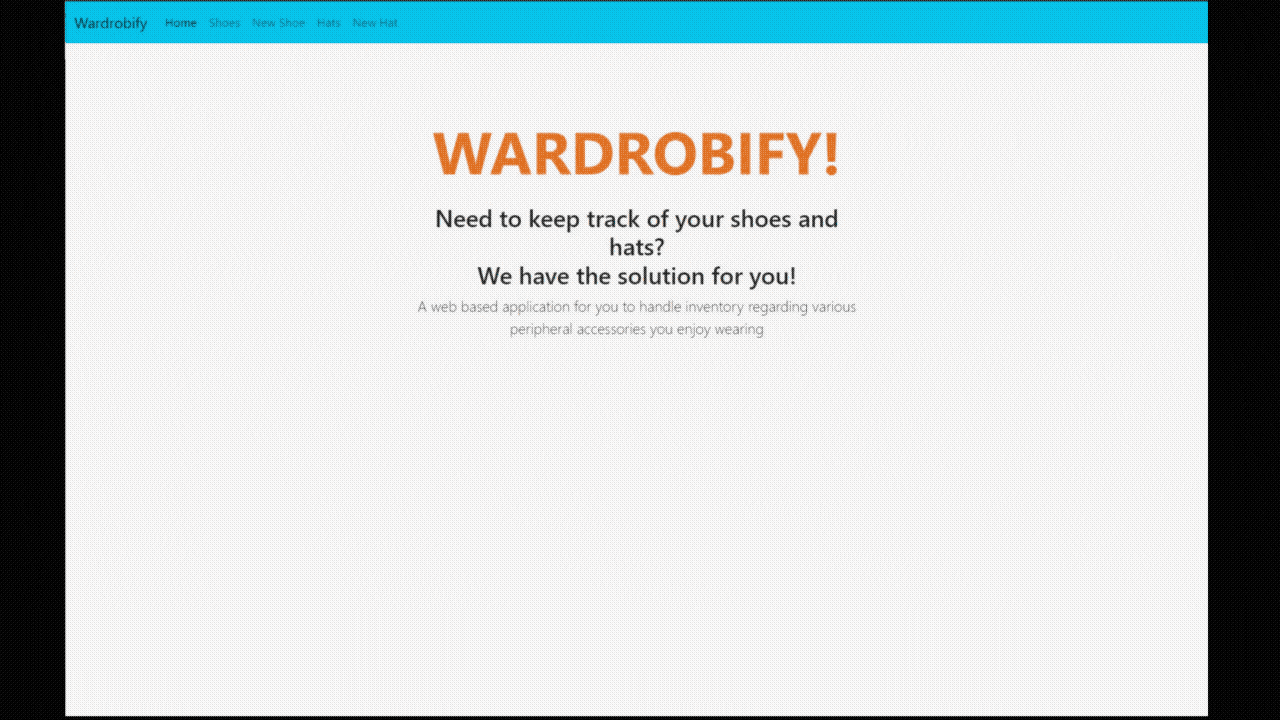 Wardrobify Home Shoes New Shoe Hats New Hat
WARDROBIFY!
Need to keep track of your shoes and
hats?
We have the solution for you!
A web based application for you to handle inventory regarding various
peripheral accessories you enjoy wearing